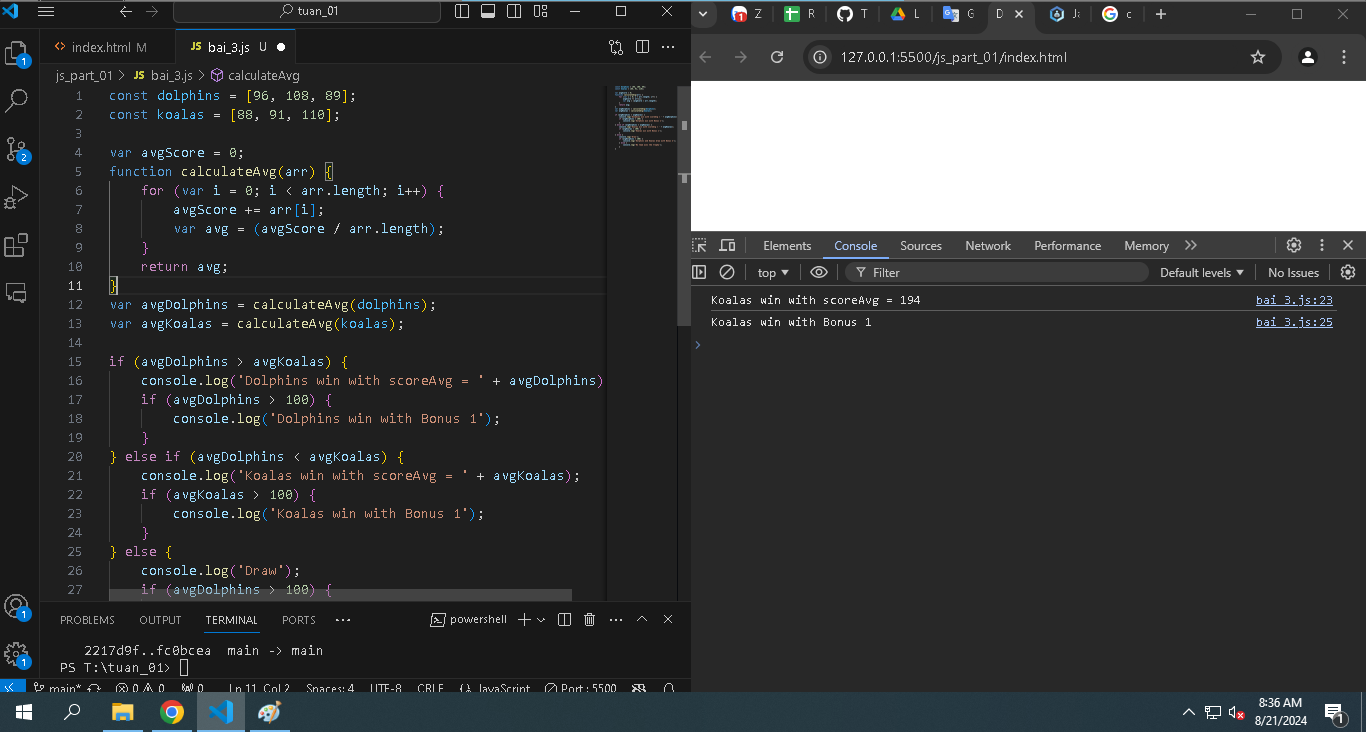 tuan_01
index.html M
JS bai_3.js U
js_part_01 > JS bai_3.js > calculateAvg
1 const dolphins = [96, 108, 89];
2 const koalas = [88, 91, 110];
3
4 var avgScore = 0;
5 function calculateAvg(arr) {
6 for (var i = 0; i < arr.length; i++) {
7 avgScore += arr[i];
8 var avg = (avgScore / arr.length);
9 }
10 return avg;
11 }
12 var avgDolphins = calculateAvg(dolphins);
13 var avgKoalas = calculateAvg(koalas);
14
15 if (avgDolphins > avgKoalas) {
16 console.log('Dolphins win with scoreAvg = ' + avgDolphins)
17 if (avgDolphins > 100) {
18 console.log('Dolphins win with Bonus 1');
19 }
20 } else if (avgDolphins < avgKoalas) {
21 console.log('Koalas win with scoreAvg = ' + avgKoalas);
22 if (avgKoalas > 100) {
23 console.log('Koalas win with Bonus 1');
24 }
25 } else {
26 console.log('Draw');
27 if (avgDolphins > 100) {
PROBLEMS OUTPUT TERMINAL PORTS ··· powershell
2217d9f..fc0bcea main -> main
PS T:\tuan_01>
main* 0 0 0 Ln 11, Col 2 Spaces: 4 UTF-8 CRLF {} JavaScript Port : 5500
1
2
1
1
Z R T L G D J c
127.0.0.1:5500/js_part_01/index.html
Elements Console Sources Network Performance Memory
top Filter Default levels No Issues
Koalas win with scoreAvg = 194 bai 3.js:23
Koalas win with Bonus 1 bai 3.js:25
8:36 AM
8/21/2024
1